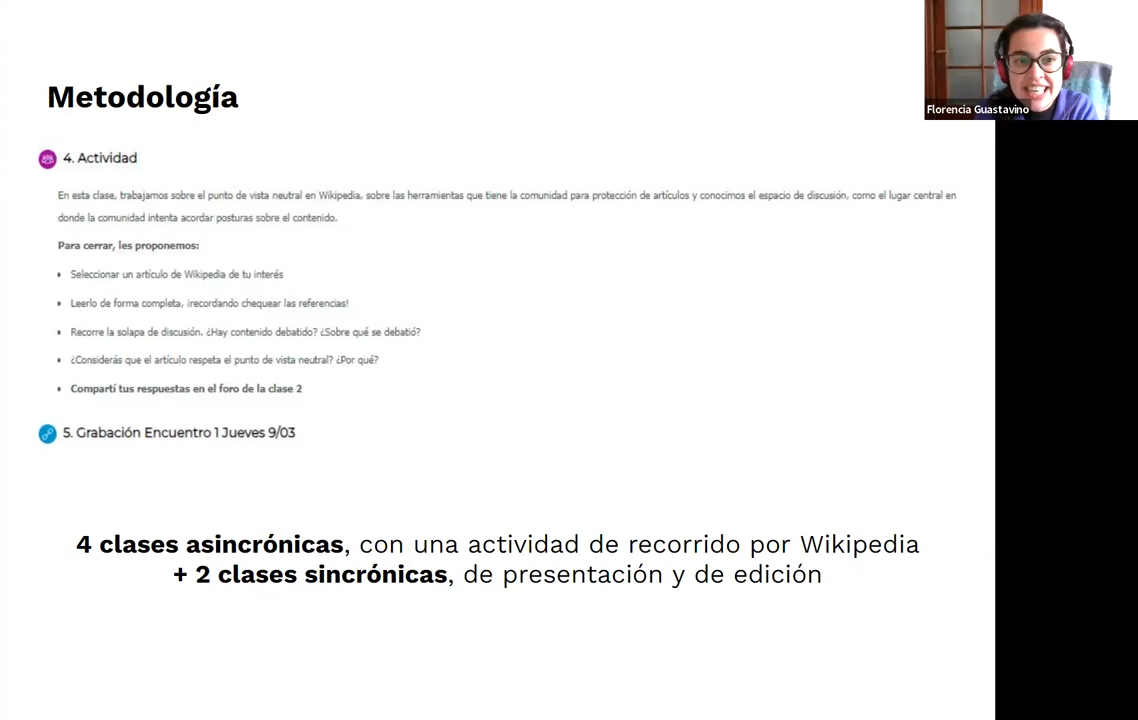 Metodología
Florencia Guastavino
4. Actividad
En esta clase, trabajamos sobre el punto de vista neutral en Wikipedia, sobre las herramientas que tiene la comunidad para protección de artículos y conocimos el espacio de discusión, como el lugar central en
donde la comunidad intenta acordar posturas sobre el contenido.
Para cerrar, les proponemos:
• Seleccionar un artículo de Wikipedia de tu interés
• Leerlo de forma completa, ¡recordando chequear las referencias!
• Recorre la solapa de discusión. ¿Hay contenido debatido? ¿Sobre qué se debatió?
• ¿Considerás que el artículo respeta el punto de vista neutral? ¿Por qué?
• Compartí tus respuestas en el foro de la clase 2
5. Grabación Encuentro 1 Jueves 9/03
4 clases asincrónicas, con una actividad de recorrido por Wikipedia
+ 2 clases sincrónicas, de presentación y de edición